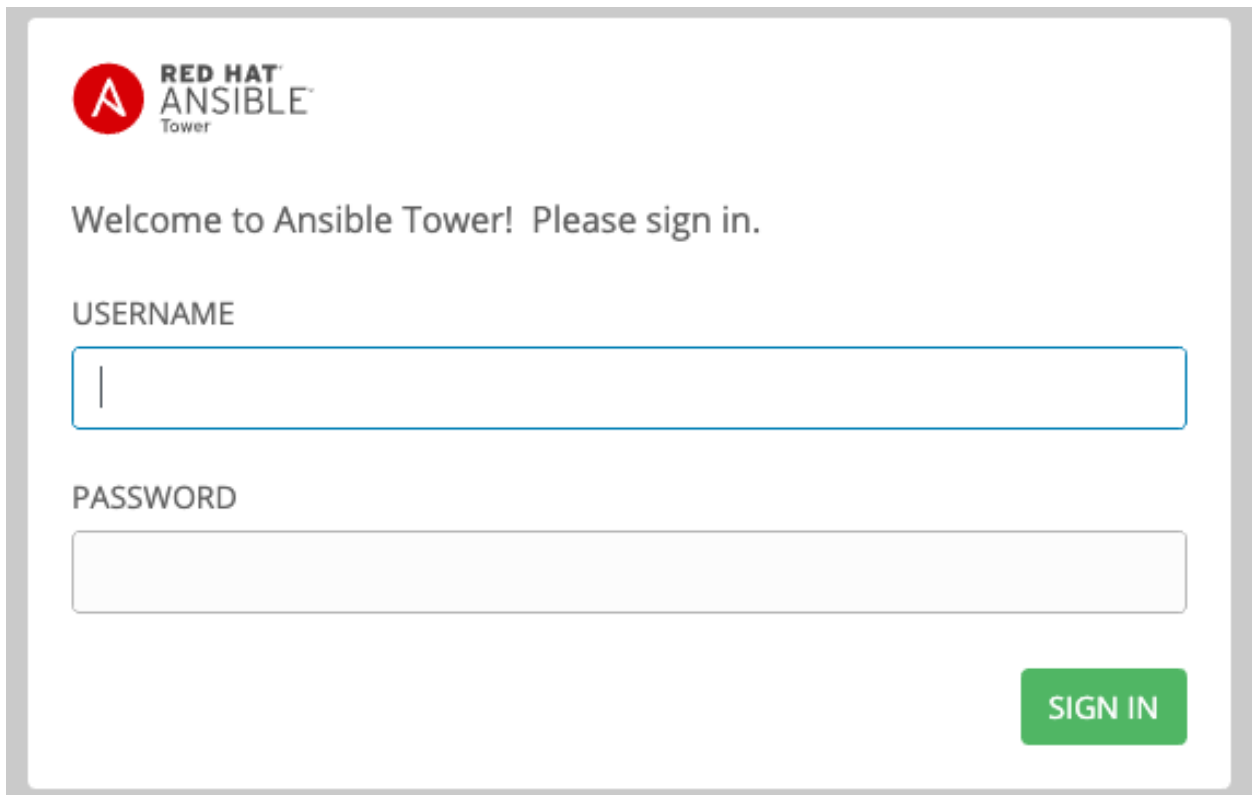 RED HAT
ANSIBLE
Tower
Welcome to Ansible Tower!  Please sign in.
USERNAME
PASSWORD
SIGN IN